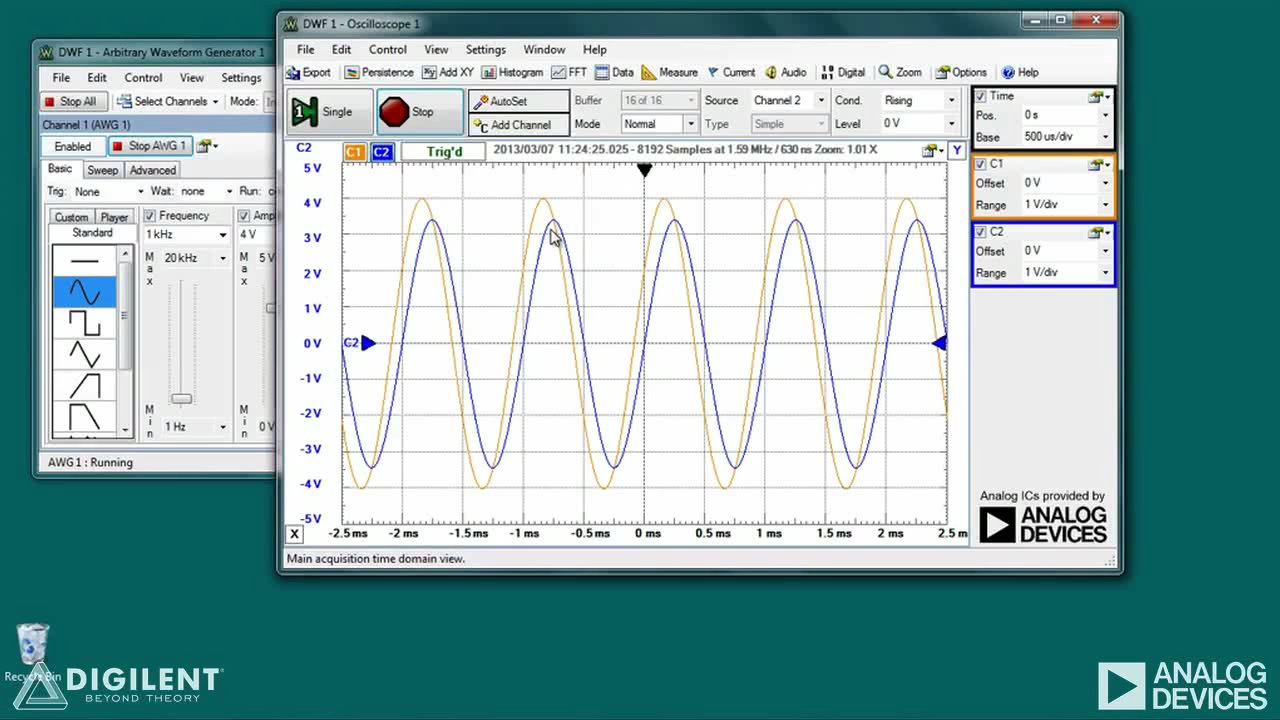 DWF 1 - Arbitrary Waveform Generator 1
File Edit Control View Settings
Stop All Select Channels Mode:
Channel 1 (AWG 1)
Enabled Stop AWG 1
Basic Sweep Advanced
Trig: None Wait: none Run:
Custom Player
Standard
Frequency
1 kHz 4 V
20 kHz 5 V
Max
Min
1 Hz 0 V
AWG 1 : Running
DWF 1 - Oscilloscope 1
File Edit Control View Settings Window Help
Export Persistence Add XY Histogram FFT Data Measure Current Audio Digital Zoom Options Help
Single Stop AutoSet Add Channel
Buffer 16 of 16 Source Channel 2 Cond. Rising
Mode Normal Type Simple Level 0 V
C2 C1 C2 Trig'd 2013/03/07 11:24:25.025 - 8192 Samples at 1.59 MHz / 630 ns Zoom: 1.01 X Y
5 V
4 V
3 V
2 V
1 V
0 V
-1 V
-2 V
-3 V
-4 V
-5 V
C2
X -2.5 ms -2 ms -1.5 ms -1 ms -0.5 ms 0 ms 0.5 ms 1 ms 1.5 ms 2 ms 2.5 m
Main acquisition time domain view.
Time
Pos. 0 s
Base 500 us/div
C1
Offset 0 V
Range 1 V/div
C2
Offset 0 V
Range 1 V/div
Analog ICs provided by
ANALOG
DEVICES
Recycle Bin
DIGILENT
BEYOND THEORY
ANALOG
DEVICES